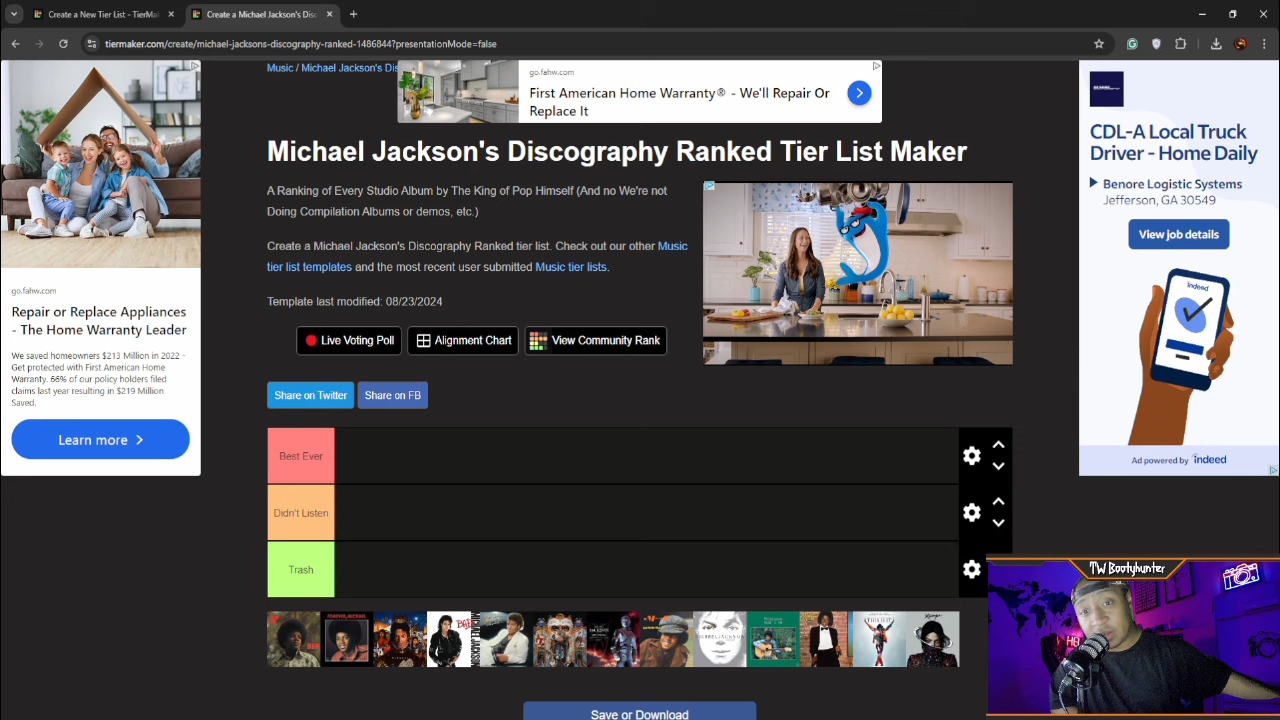 Create a New Tier List - TierMa
Create a Michael Jackson's Dis
tiermaker.com/create/michael-jacksons-discography-ranked-1486844?presentationMode=false
Music / Michael Jackson's Dis
go.fahw.com
First American Home Warranty® - We'll Repair Or
Replace It
Michael Jackson's Discography Ranked Tier List Maker
A Ranking of Every Studio Album by The King of Pop Himself (And no We're not
Doing Compilation Albums or demos, etc.)
Create a Michael Jackson's Discography Ranked tier list. Check out our other Music
tier list templates and the most recent user submitted Music tier lists.
Template last modified: 08/23/2024
Live Voting Poll
Alignment Chart
View Community Rank
Share on Twitter
Share on FB
Best Ever
Didn't Listen
Trash
BAD
Save or Download
go.fahw.com
Repair or Replace Appliances
- The Home Warranty Leader
We saved homeowners $213 Million in 2022 -
Get protected with First American Home
Warranty. 66% of our policy holders filed
claims last year resulting in $219 Million
Saved.
Learn more
CDL-A Local Truck
Driver - Home Daily
Benore Logistic Systems
Jefferson, GA 30549
View job details
indeed
Ad powered by indeed
TW Bootyhunter